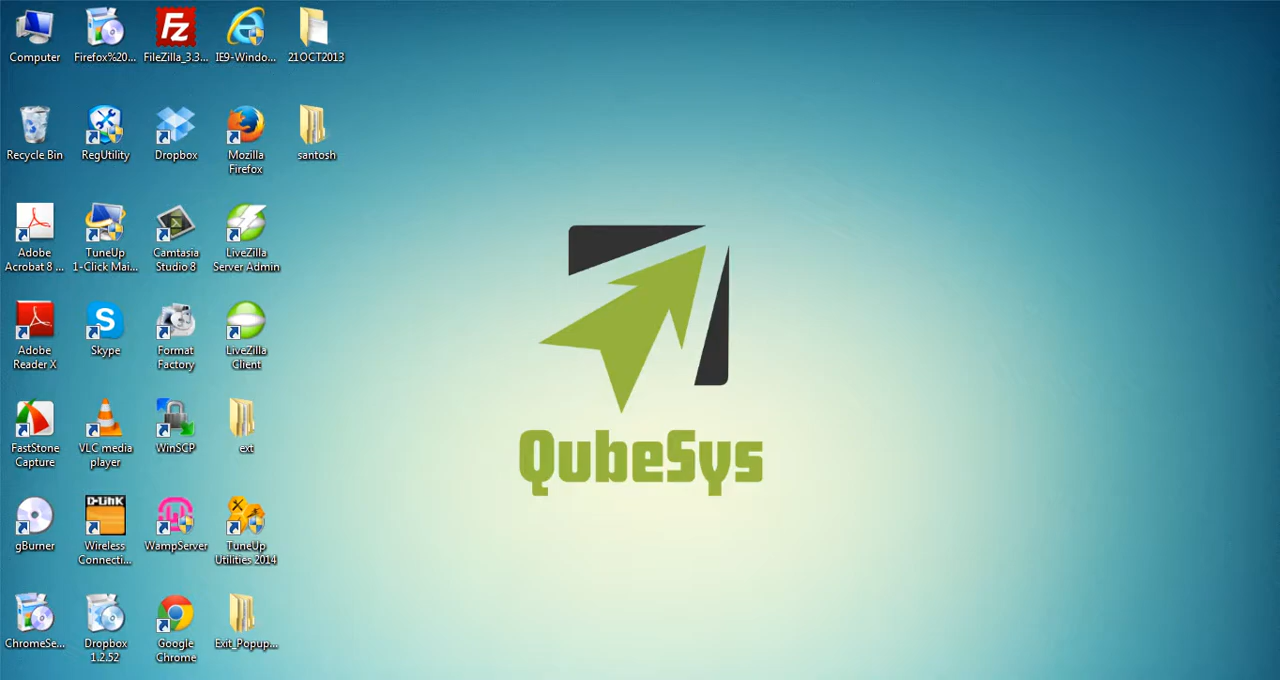 Computer
Firefox%20...
FileZilla_3.3...
IE9-Windo...
21OCT2013
Recycle Bin
RegUtility
Dropbox
Mozilla
Firefox
santosh
Adobe
Acrobat 8 ...
TuneUp
1-Click Mai...
Camtasia
Studio 8
LiveZilla
Server Admin
Adobe
Reader X
Skype
Format
Factory
LiveZilla
Client
FastStone
Capture
VLC media
player
WinSCP
ext
QubeSys
gBurner
D-Link
Wireless
Connecti...
WampServer
TuneUp
Utilities 2014
ChromeSe...
Dropbox
1.2.52
Google
Chrome
Exit_Popup...